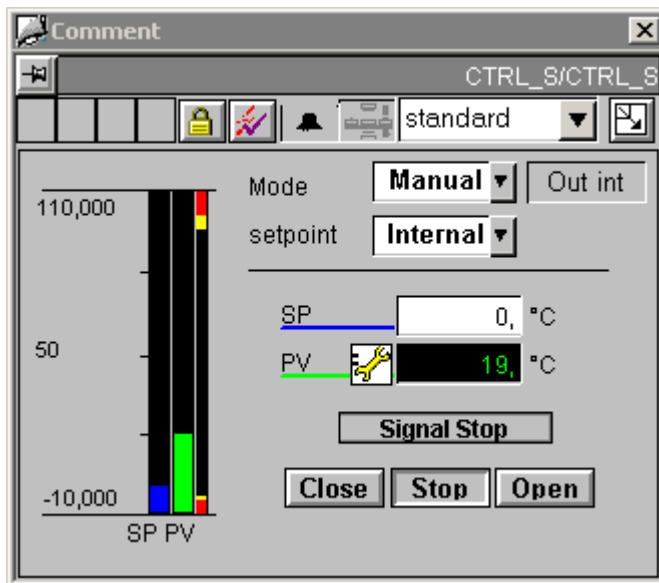 Comment
CTRL_S/CTRL_S
standard
Mode Manual Out int
110,000
setpoint Internal
SP 0, °C
50
PV 19, °C
Signal Stop
-10,000
Close Stop Open
SP PV